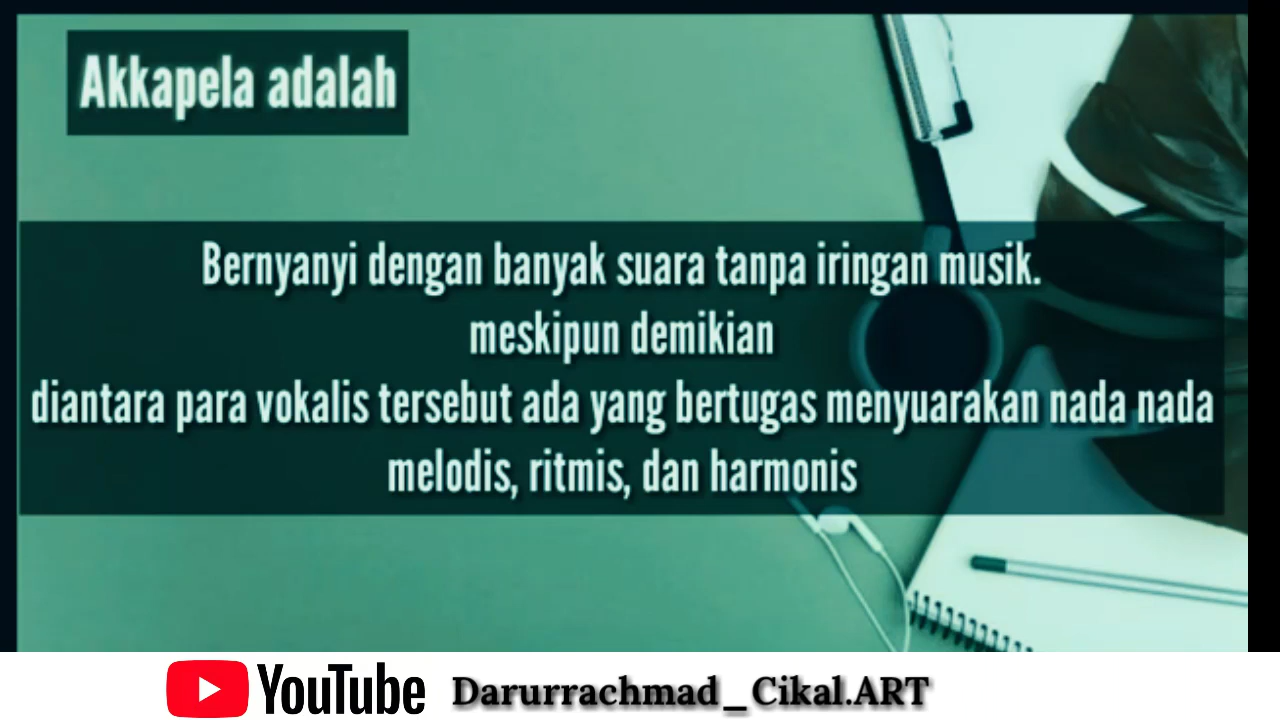 Akkapela adalah
Bernyanyi dengan banyak suara tanpa iringan musik.
meskipun demikian
diantara para vokalis tersebut ada yang bertugas menyuarakan nada nada
melodis, ritmis, dan harmonis
YouTube Darurrachmad_Cikal.ART